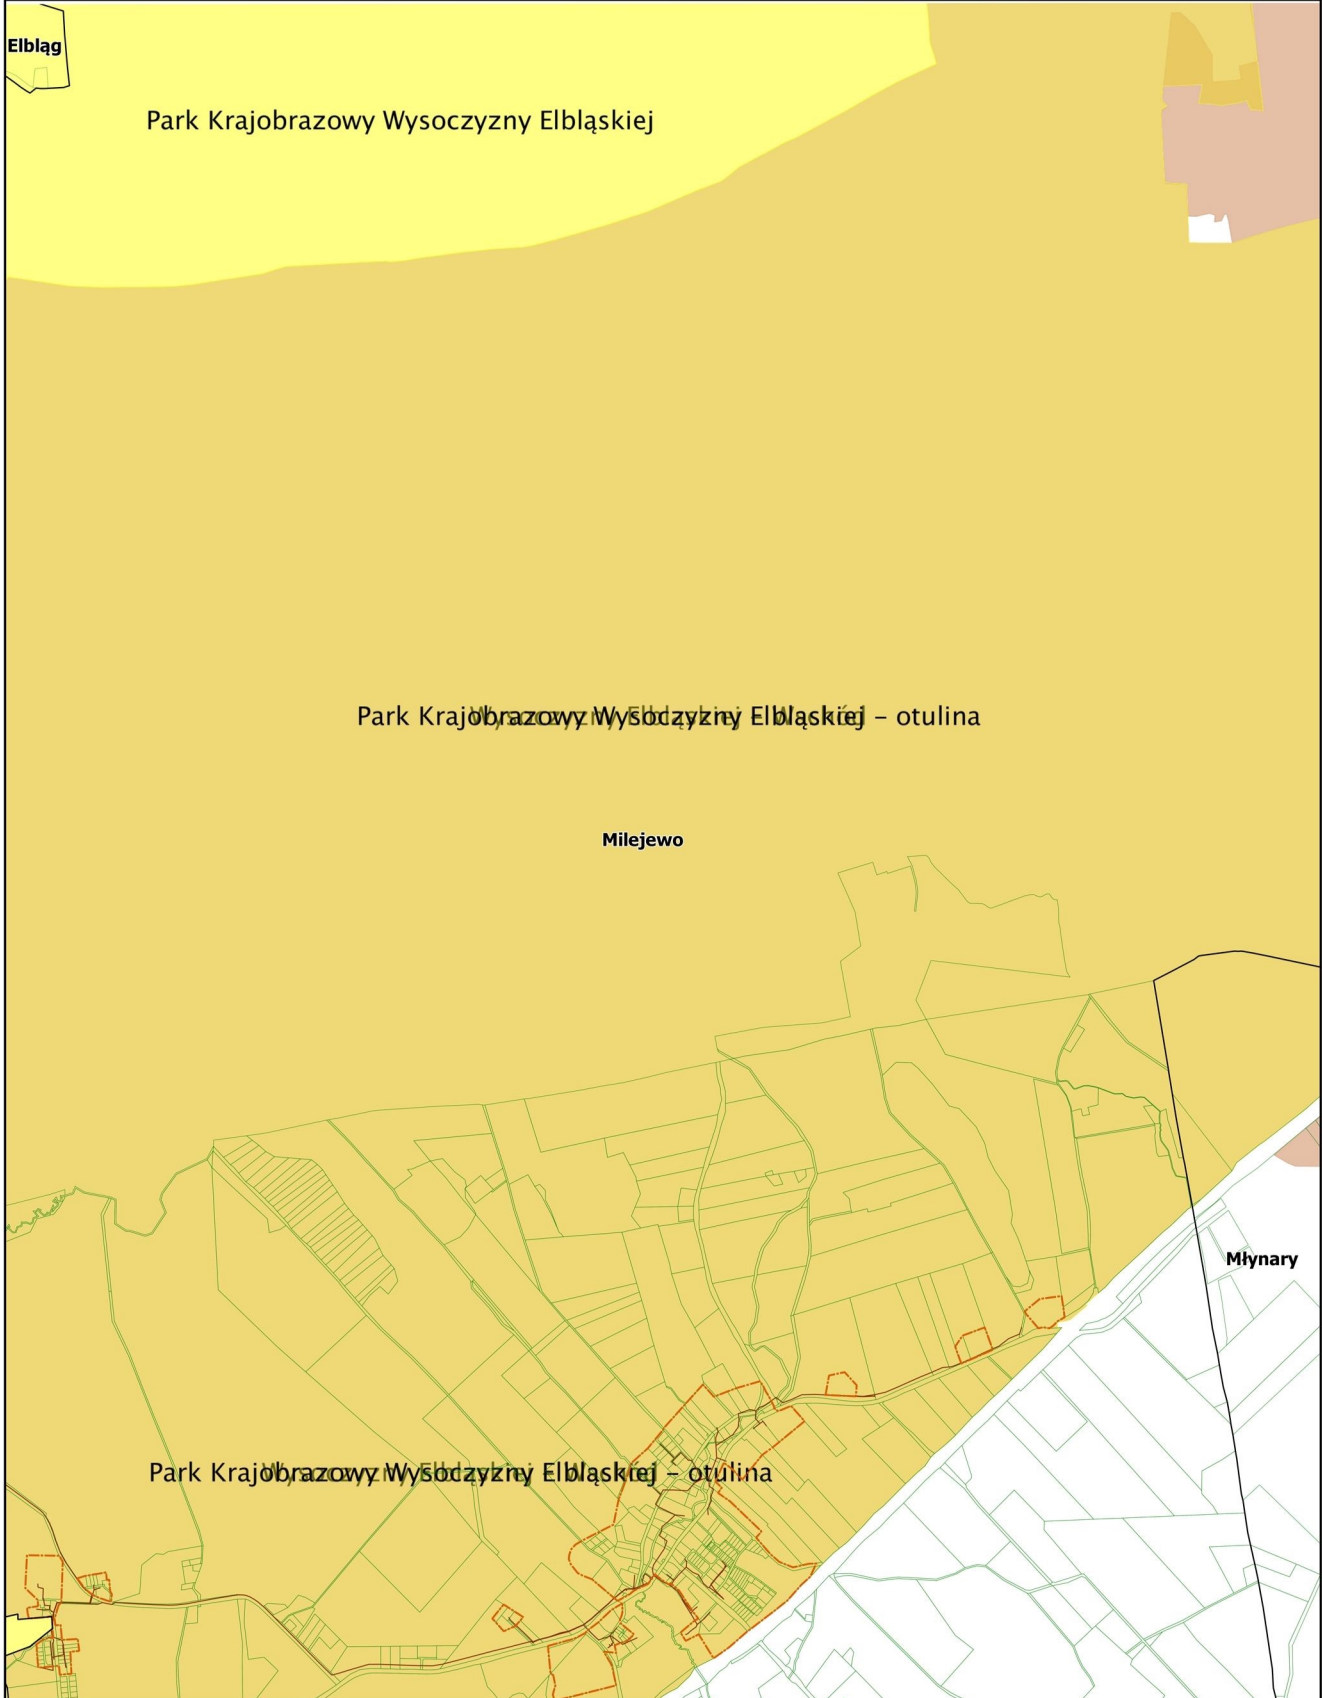 Elbląg
Park Krajobrazowy Wysoczyzny Elbląskiej
Park Krajobrazowy Wysoczyzny Elbląskiej – otulina
Milejewo
Młynary
Park Krajobrazowy Wysoczyzny Elbląskiej – otulina